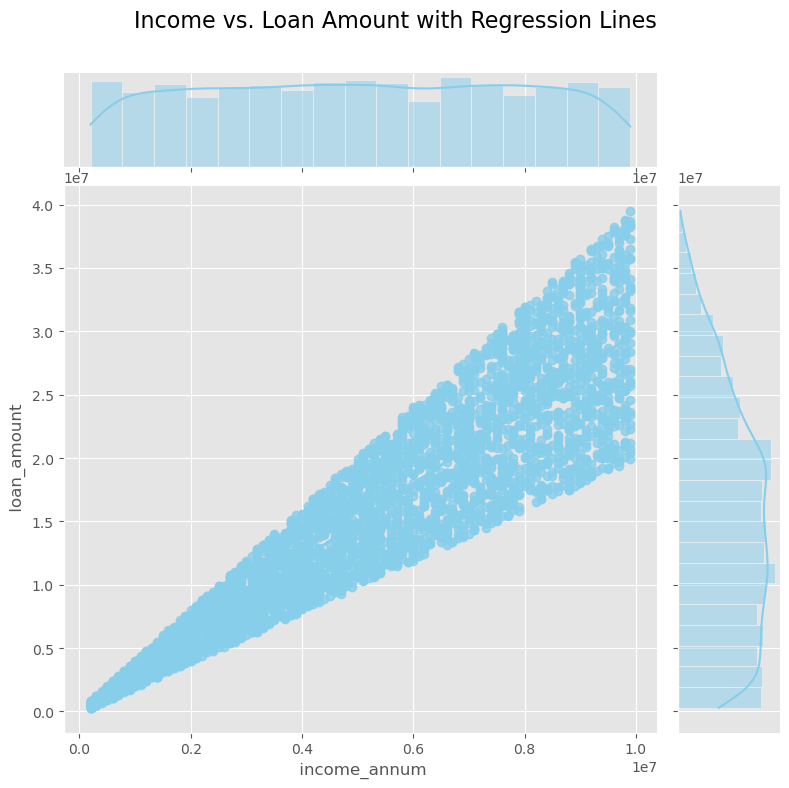 Income vs. Loan Amount with Regression Lines
1e7
1e7
1e7
4.0
3.5
3.0
2.5
2.0
1.5
1.0
0.5
0.0
loan_amount
0.0 0.2 0.4 0.6 0.8 1.0
1e7
income_annum